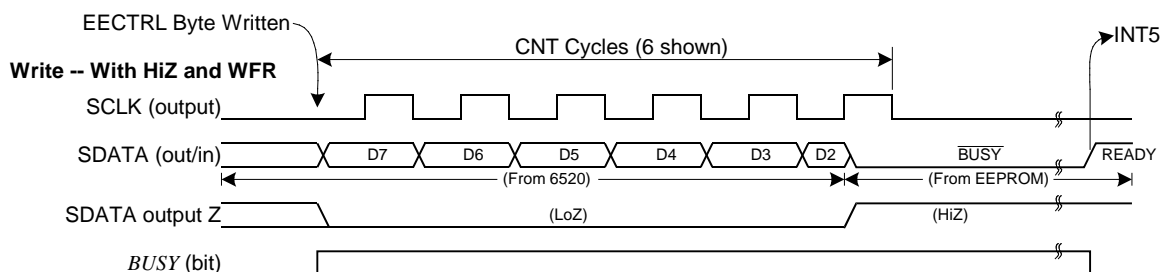 EECTRL Byte Written
INT5
CNT Cycles (6 shown)
Write -- With HiZ and WFR
SCLK (output)
SDATA (out/in)
D7
D6
D5
D4
D3
D2
BUSY
READY
(From 6520)
(From EEPROM)
SDATA output Z
(LoZ)
(HiZ)
BUSY (bit)